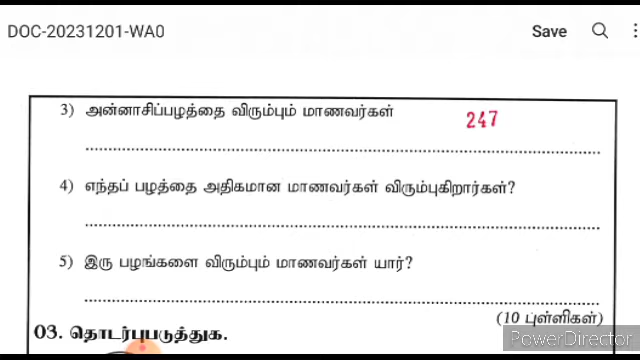 DOC-20231201-WA0 Save
3) அன்னாசிப்பழத்தை விரும்பும் மாணவர்கள் 247
4) எந்தப் பழத்தை அதிகமான மாணவர்கள் விரும்புகிறார்கள்?
5) இரு பழங்களை விரும்பும் மாணவர்கள் யார்?
(10 புள்ளிகள்)
03. தொடர்புபடுத்துக.
PowerDirector